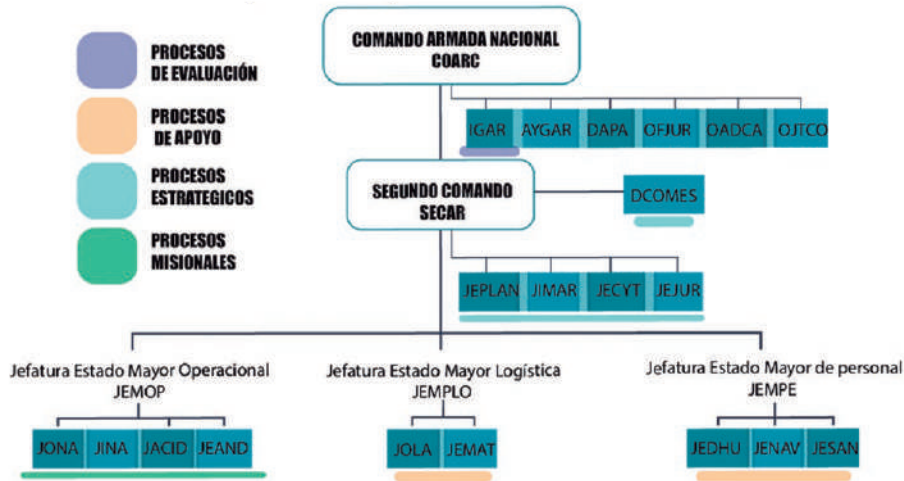 PROCESOS
DE EVALUACIÓN
PROCESOS
DE APOYO
PROCESOS
ESTRATEGICOS
PROCESOS
MISIONALES
COMANDO ARMADA NACIONAL
COARC
IGAR AYGAR DAPA OFJUR OADCA OJTCO
SEGUNDO COMANDO
SECAR
DCOMES
JEPLAN JIMAR JECYT JEJUR
Jefatura Estado Mayor Operacional
JEMOP
JONA JINA JACID JEAND
Jefatura Estado Mayor Logística
JEMPLO
JOLA JEMAT
Jefatura Estado Mayor de personal
JEMPE
JEDHU JENAV JESAN